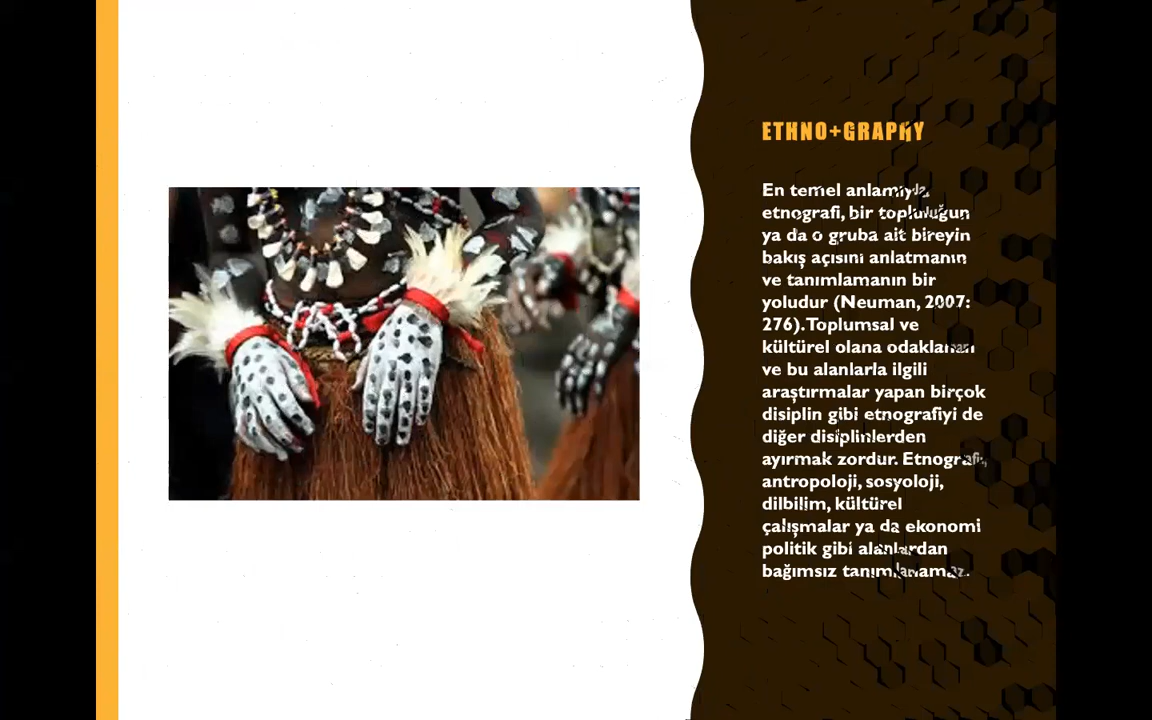 ETHNO+GRAPHY
En temel anlamıyla
etnografi, bir topluluğun
ya da o gruba ait bireyin
bakış açısını anlatmanın
ve tanımlamanın bir
yoludur (Neuman, 2007:
276).Toplumsal ve
kültürel olana odaklanan
ve bu alanlarla ilgili
araştırmalar yapan birçok
disiplin gibi etnografiyi de
diğer disiplinlerden
ayırmak zordur. Etnografi,
antropoloji, sosyoloji,
dilbilim, kültürel
çalışmalar ya da ekonomi
politik gibi alanlardan
bağımsız tanımlanamaz.